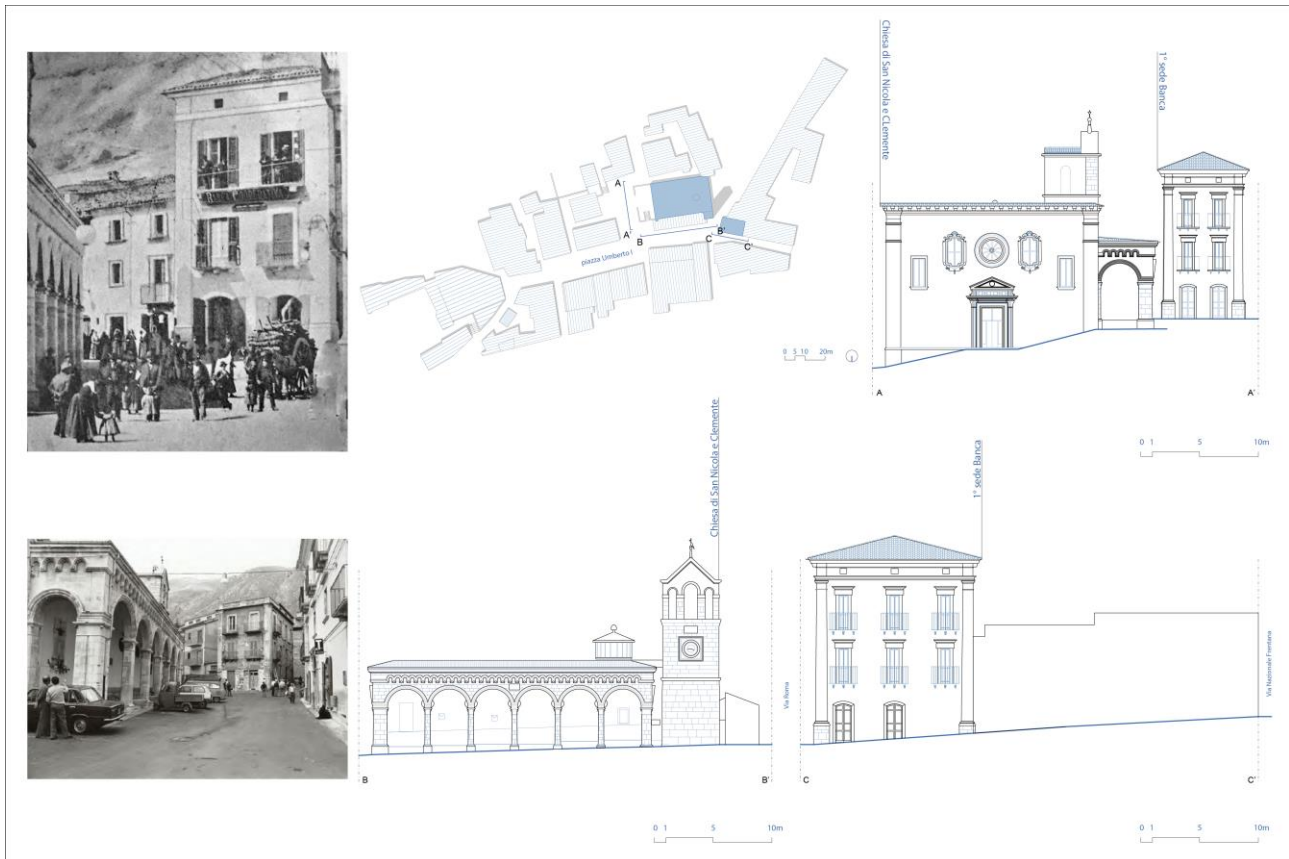 A
A'
B
B'
C
C'
piazza Umberto I
0 5 10 20m
Chiesa di San Nicola e CLemente
1° sede Banca
A
A'
0 1 5 10m
Chiesa di San Nicola e Clemente
B
B'
0 1 5 10m
1° sede Banca
Via Roma
Via Nazionale Frentana
C
C'
0 1 5 10m